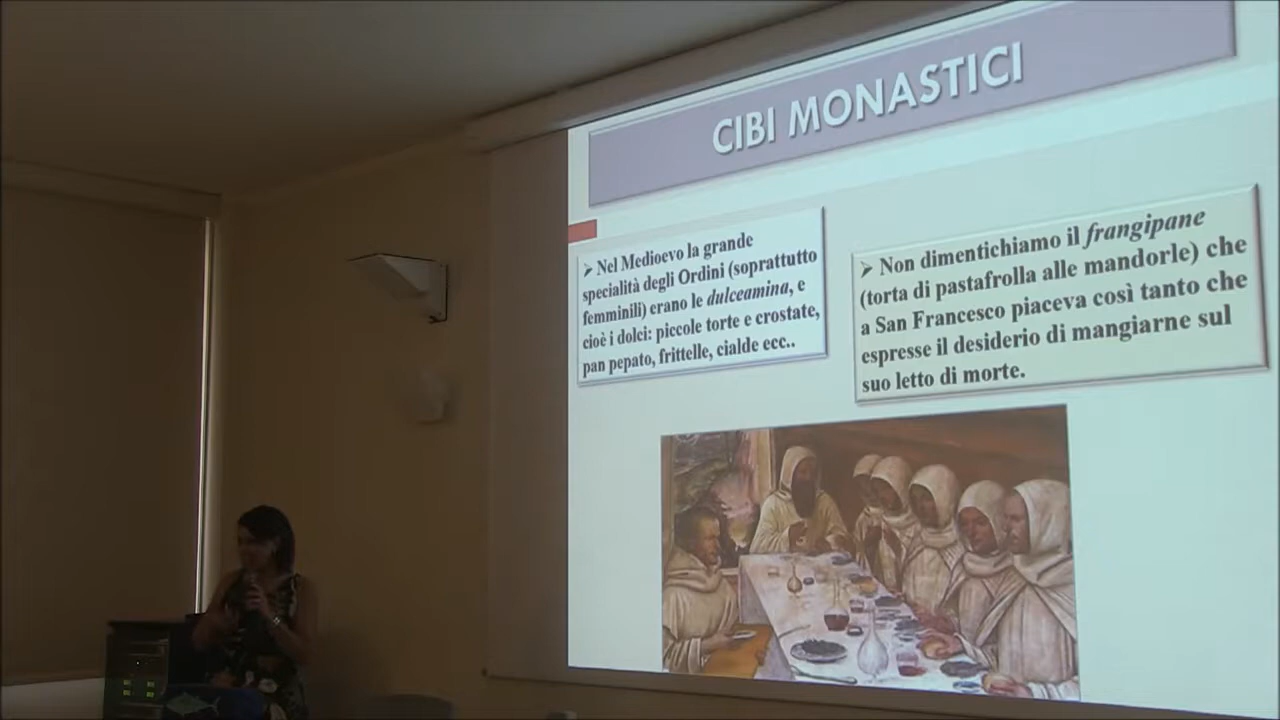 CIBI MONASTICI
➢ Nel Medioevo la grande
specialità degli Ordini (soprattutto
femminili) erano le dulceamina, e
cioè i dolci: piccole torte e crostate,
pan pepato, frittelle, cialde ecc..
➢ Non dimentichiamo il frangipane
(torta di pastafrolla alle mandorle) che
a San Francesco piaceva così tanto che
espresse il desiderio di mangiarne sul
suo letto di morte.